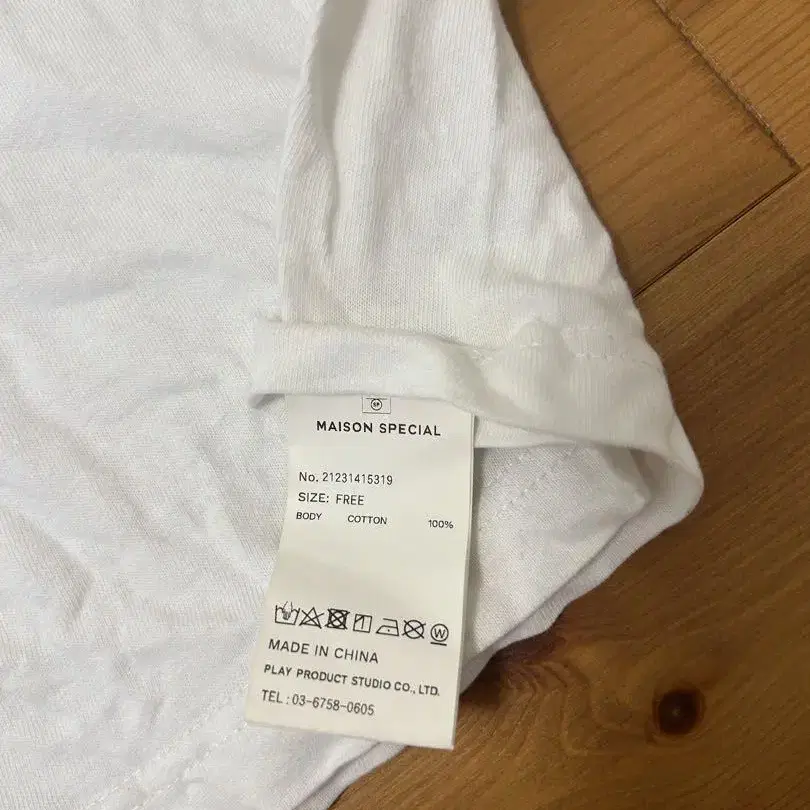 SP
MAISON SPECIAL
No. 21231415319
SIZE: FREE
BODY COTTON 100%
W
MADE IN CHINA
PLAY PRODUCT STUDIO CO., LTD.
TEL : 03-6758-0605